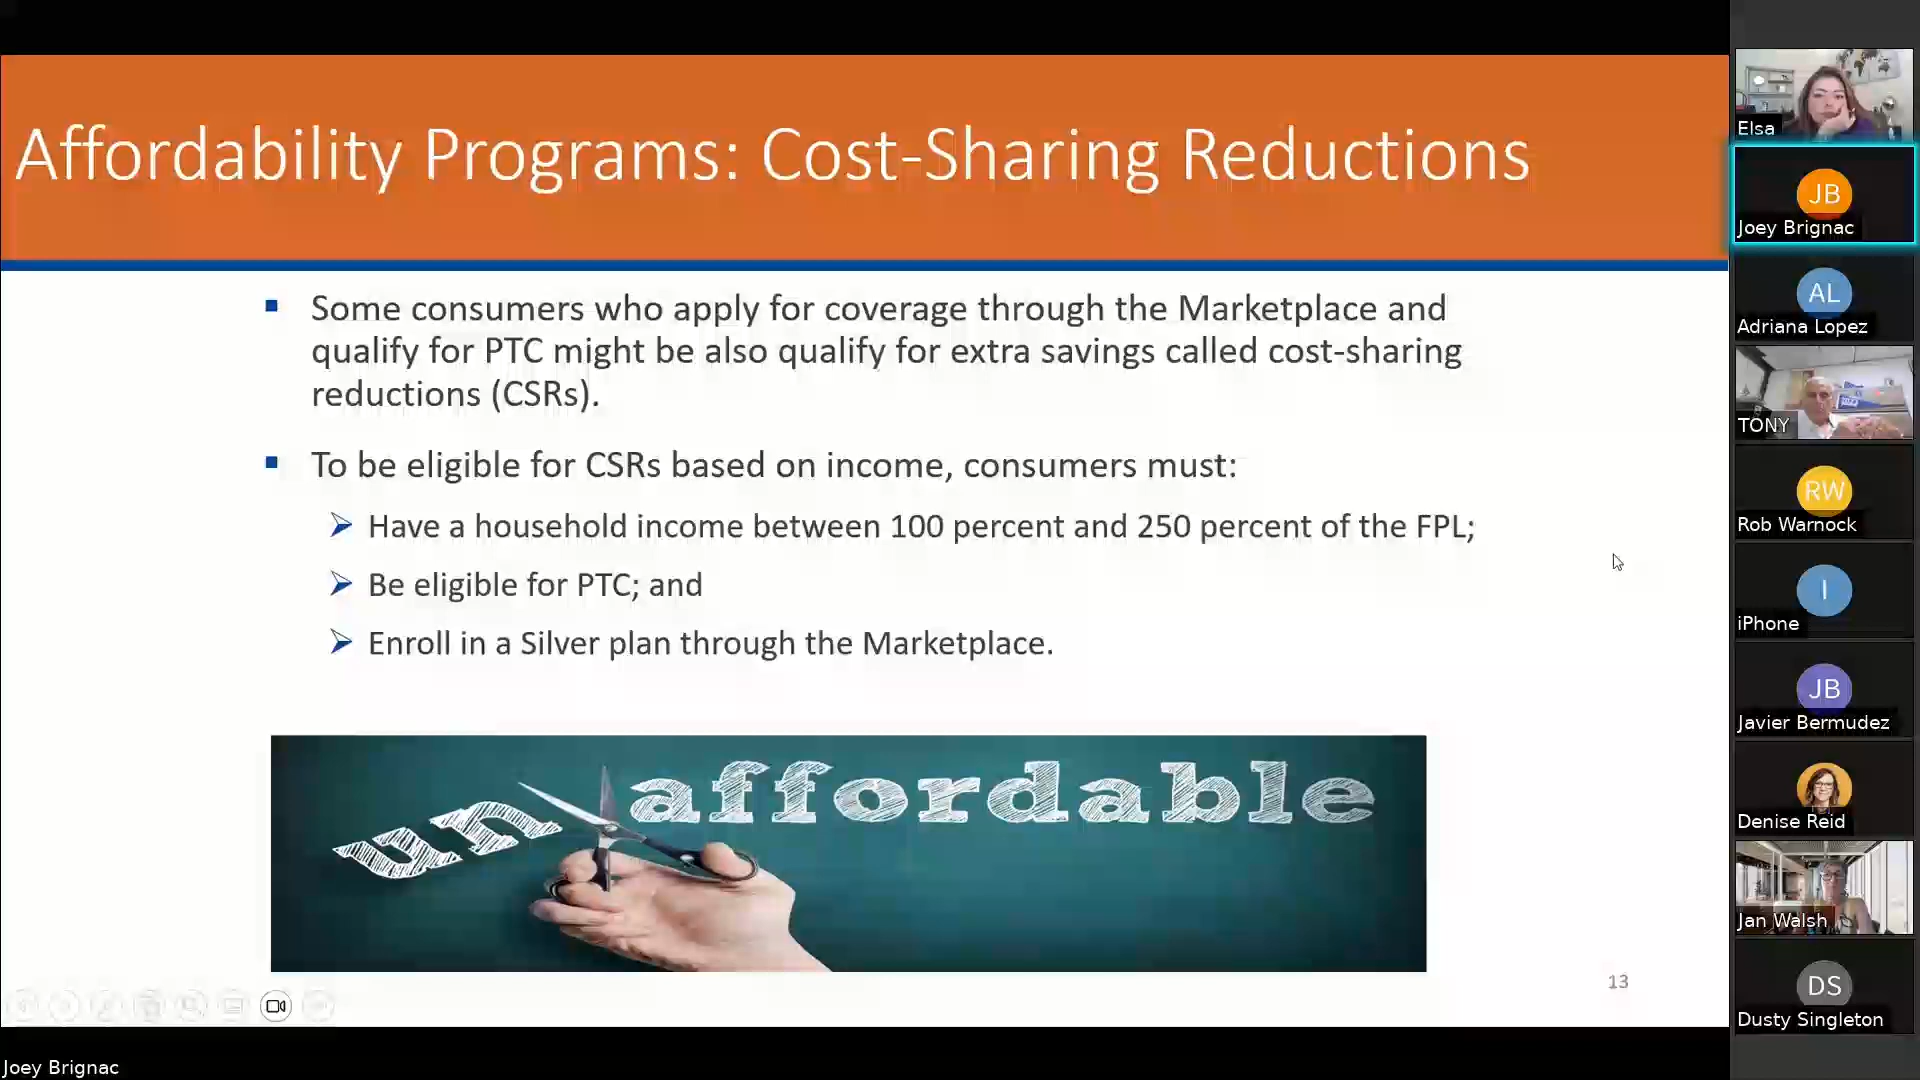 Affordability Programs: Cost-Sharing Reductions
Some consumers who apply for coverage through the Marketplace and
qualify for PTC might be also qualify for extra savings called cost-sharing
reductions (CSRs).
To be eligible for CSRs based on income, consumers must:
Have a household income between 100 percent and 250 percent of the FPL;
Be eligible for PTC; and
Enroll in a Silver plan through the Marketplace.
un affordable
13
Joey Brignac
Elsa
JB
Joey Brignac
AL
Adriana Lopez
TONY
RW
Rob Warnock
I
iPhone
JB
Javier Bermudez
Denise Reid
Jan Walsh
DS
Dusty Singleton